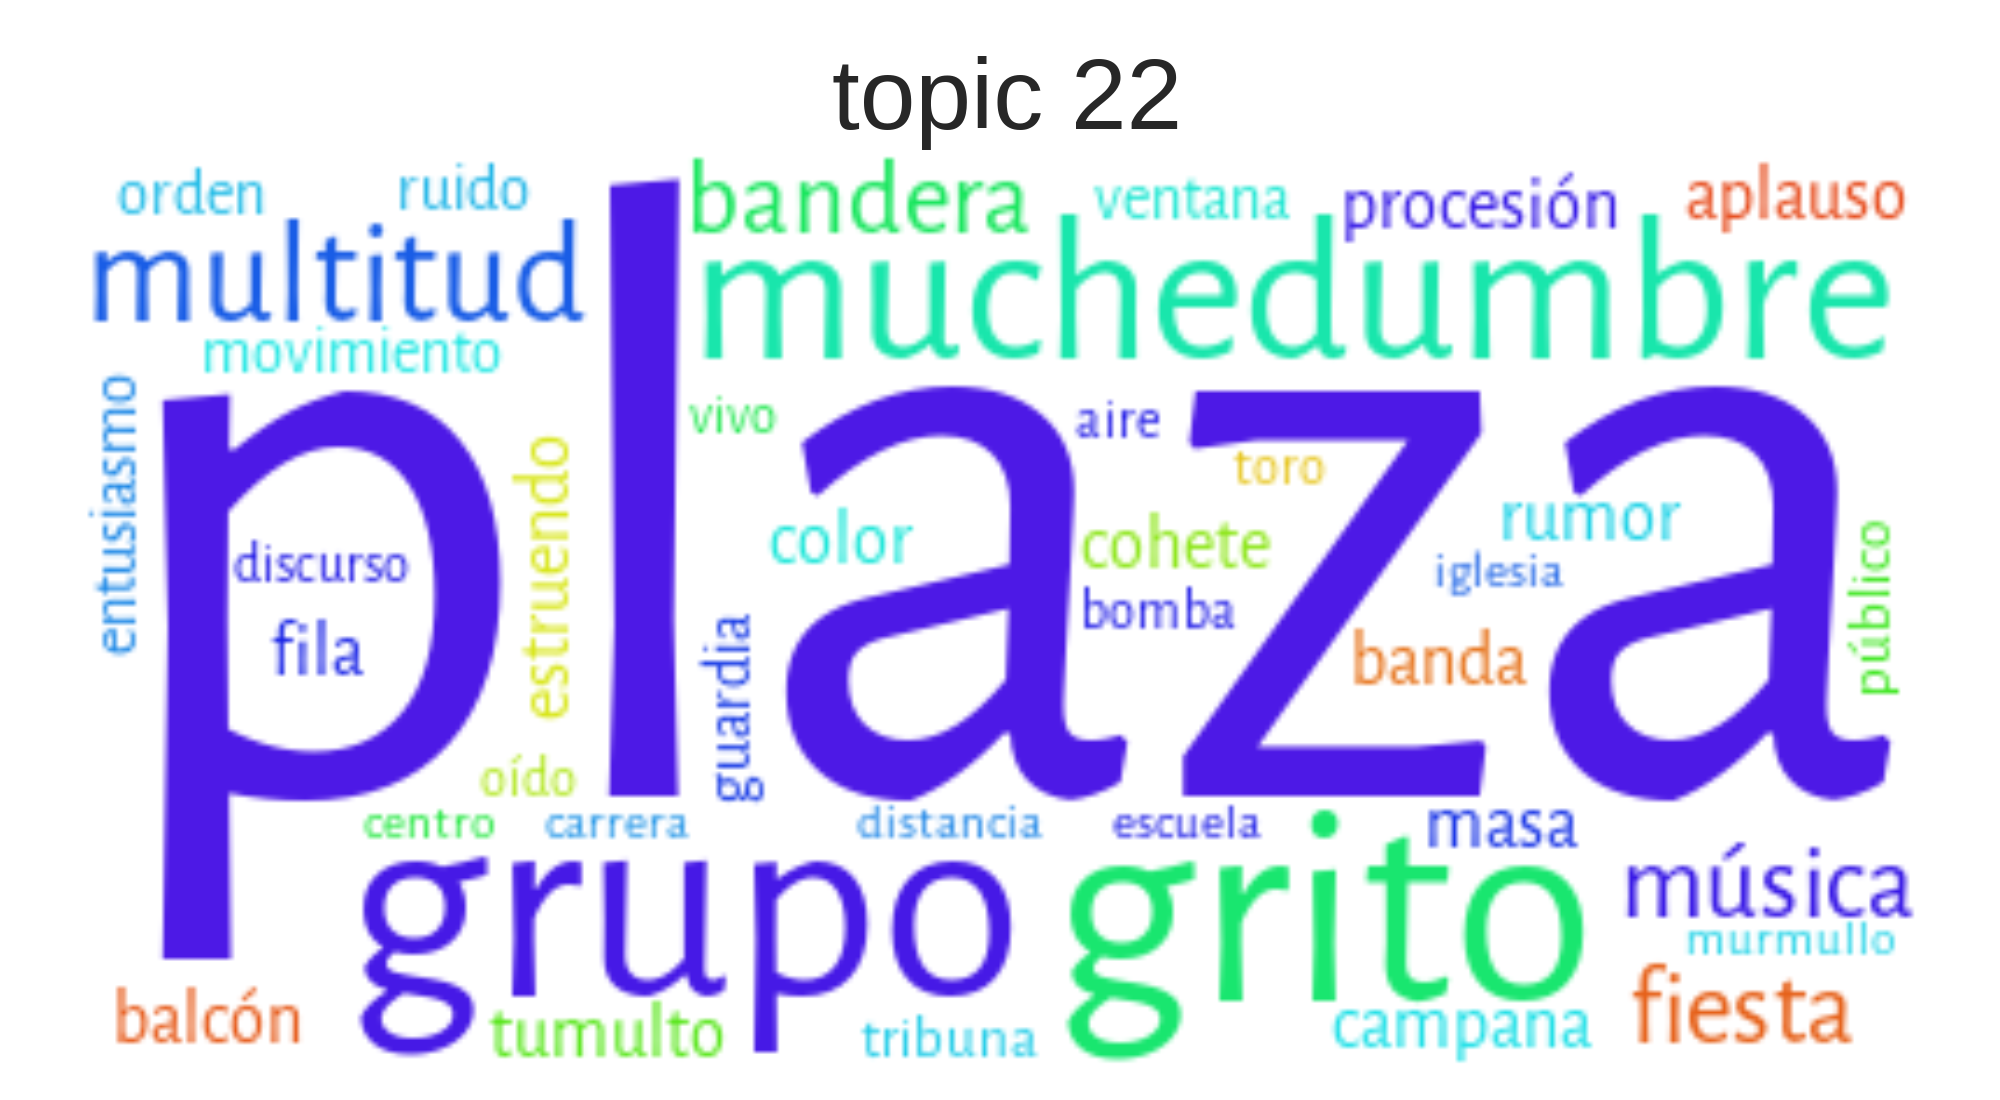 topic 22
orden
ruido
bandera
ventana
procesión
aplauso
multitud
muchedumbre
movimiento
plaza
entusiasmo
vivo
aire
toro
estruendo
discurso
color
cohete
rumor
iglesia
público
fila
guardia
bomba
banda
oído
centro
carrera
distancia
escuela
masa
grupo
grito
música
murmullo
balcón
tumulto
tribuna
campana
fiesta